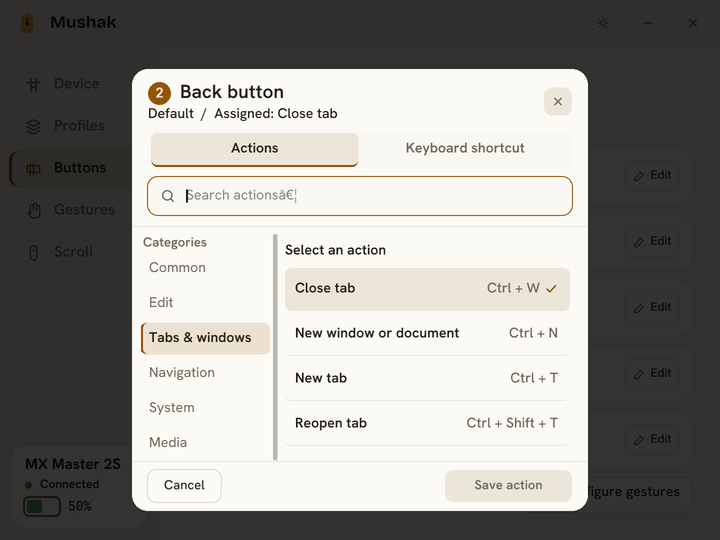 Mushak
Device
Profiles
Buttons
Gestures
Scroll
MX Master 2S
Connected
50%
2 Back button
Default / Assigned: Close tab
Actions
Keyboard shortcut
Search actionsâ€¦
Categories
Common
Edit
Tabs & windows
Navigation
System
Media
Select an action
Close tab Ctrl + W
New window or document Ctrl + N
New tab Ctrl + T
Reopen tab Ctrl + Shift + T
Cancel
Save action
Edit
Edit
Edit
Edit
Edit
figure gestures